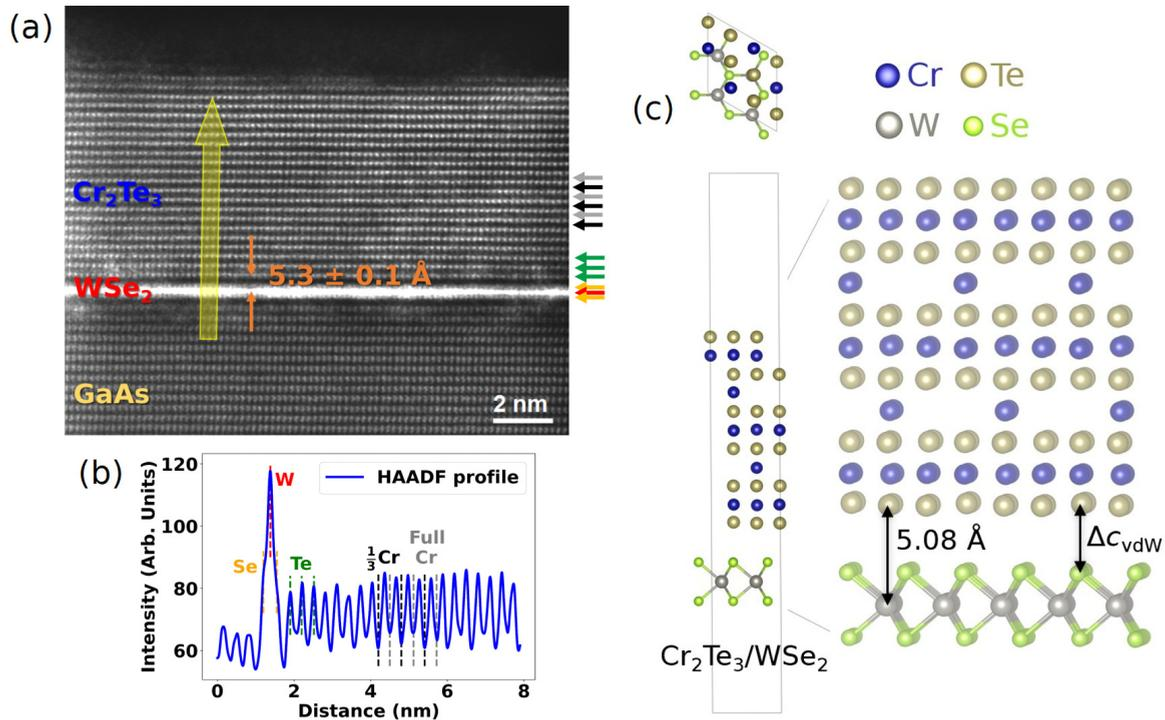 (a)
Cr₂Te₃
5.3 ± 0.1 Å
WSe₂
GaAs
2 nm
(b)
Intensity (Arb. Units)
120
100
80
60
W
HAADF profile
Se
Te
⅓Cr
Full
Cr
0
2
4
6
8
Distance (nm)
(c)
Cr
Te
W
Se
5.08 Å
Δc_vdW
Cr₂Te₃/WSe₂